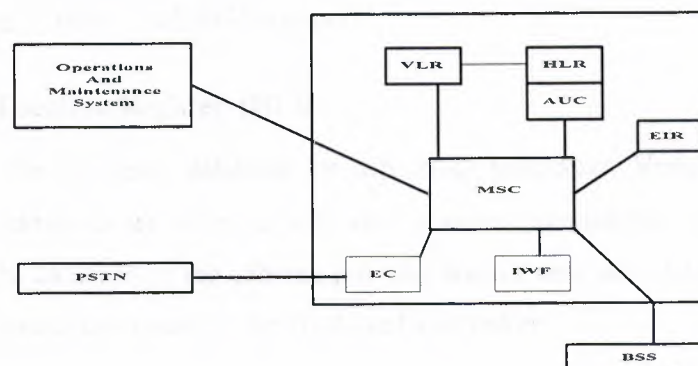 Operations
And
Maintenance
System
VLR
HLR
AUC
EIR
MSC
PSTN
EC
IWF
BSS